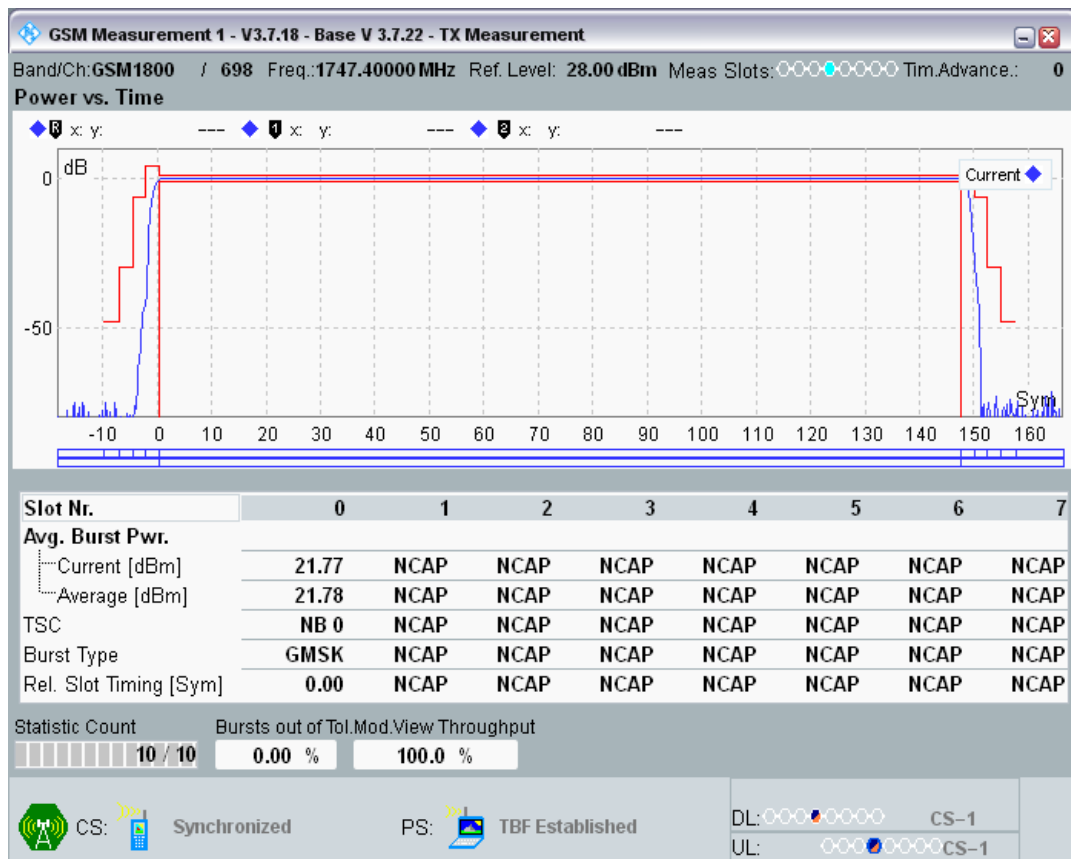 GSM Measurement 1 - V3.7.18 - Base V 3.7.22 - TX Measurement
Band/Ch:GSM1800 / 698 Freq.:1747.40000 MHz Ref. Level: 28.00 dBm Meas Slots: Tim.Advance.: 0
Power vs. Time
R x: y: --- 1 x: y: --- 2 x: y: ---
dB
Current
0
-50
Sym
-10 0 10 20 30 40 50 60 70 80 90 100 110 120 130 140 150 160
Slot Nr. 0 1 2 3 4 5 6 7
Avg. Burst Pwr.
Current [dBm] 21.77 NCAP NCAP NCAP NCAP NCAP NCAP NCAP
Average [dBm] 21.78 NCAP NCAP NCAP NCAP NCAP NCAP NCAP
TSC NB 0 NCAP NCAP NCAP NCAP NCAP NCAP NCAP
Burst Type GMSK NCAP NCAP NCAP NCAP NCAP NCAP NCAP
Rel. Slot Timing [Sym] 0.00 NCAP NCAP NCAP NCAP NCAP NCAP NCAP
Statistic Count Bursts out of Tol.Mod.View Throughput
10 / 10 0.00 % 100.0 %
CS: Synchronized PS: TBF Established
DL: CS-1
UL: CS-1